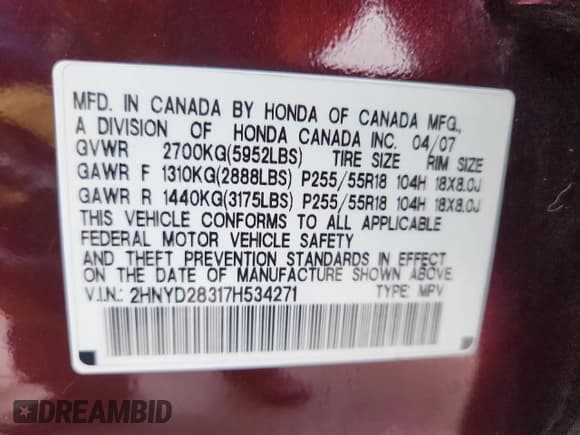 MFD. IN CANADA BY HONDA OF CANADA MFG.,
A DIVISION OF HONDA CANADA INC. 04/07
GVWR 2700KG(5952LBS) TIRE SIZE RIM SIZE
GAWR F 1310KG(2888LBS) P255/55R18 104H 18X8.0J
GAWR R 1440KG(3175LBS) P255/55R18 104H 18X8.0J
THIS VEHICLE CONFORMS TO ALL APPLICABLE
FEDERAL MOTOR VEHICLE SAFETY
AND THEFT PREVENTION STANDARDS IN EFFECT
ON THE DATE OF MANUFACTURE SHOWN ABOVE.
V.I.N.: 2HNYD28317H534271 TYPE: MPV
DREAMBID